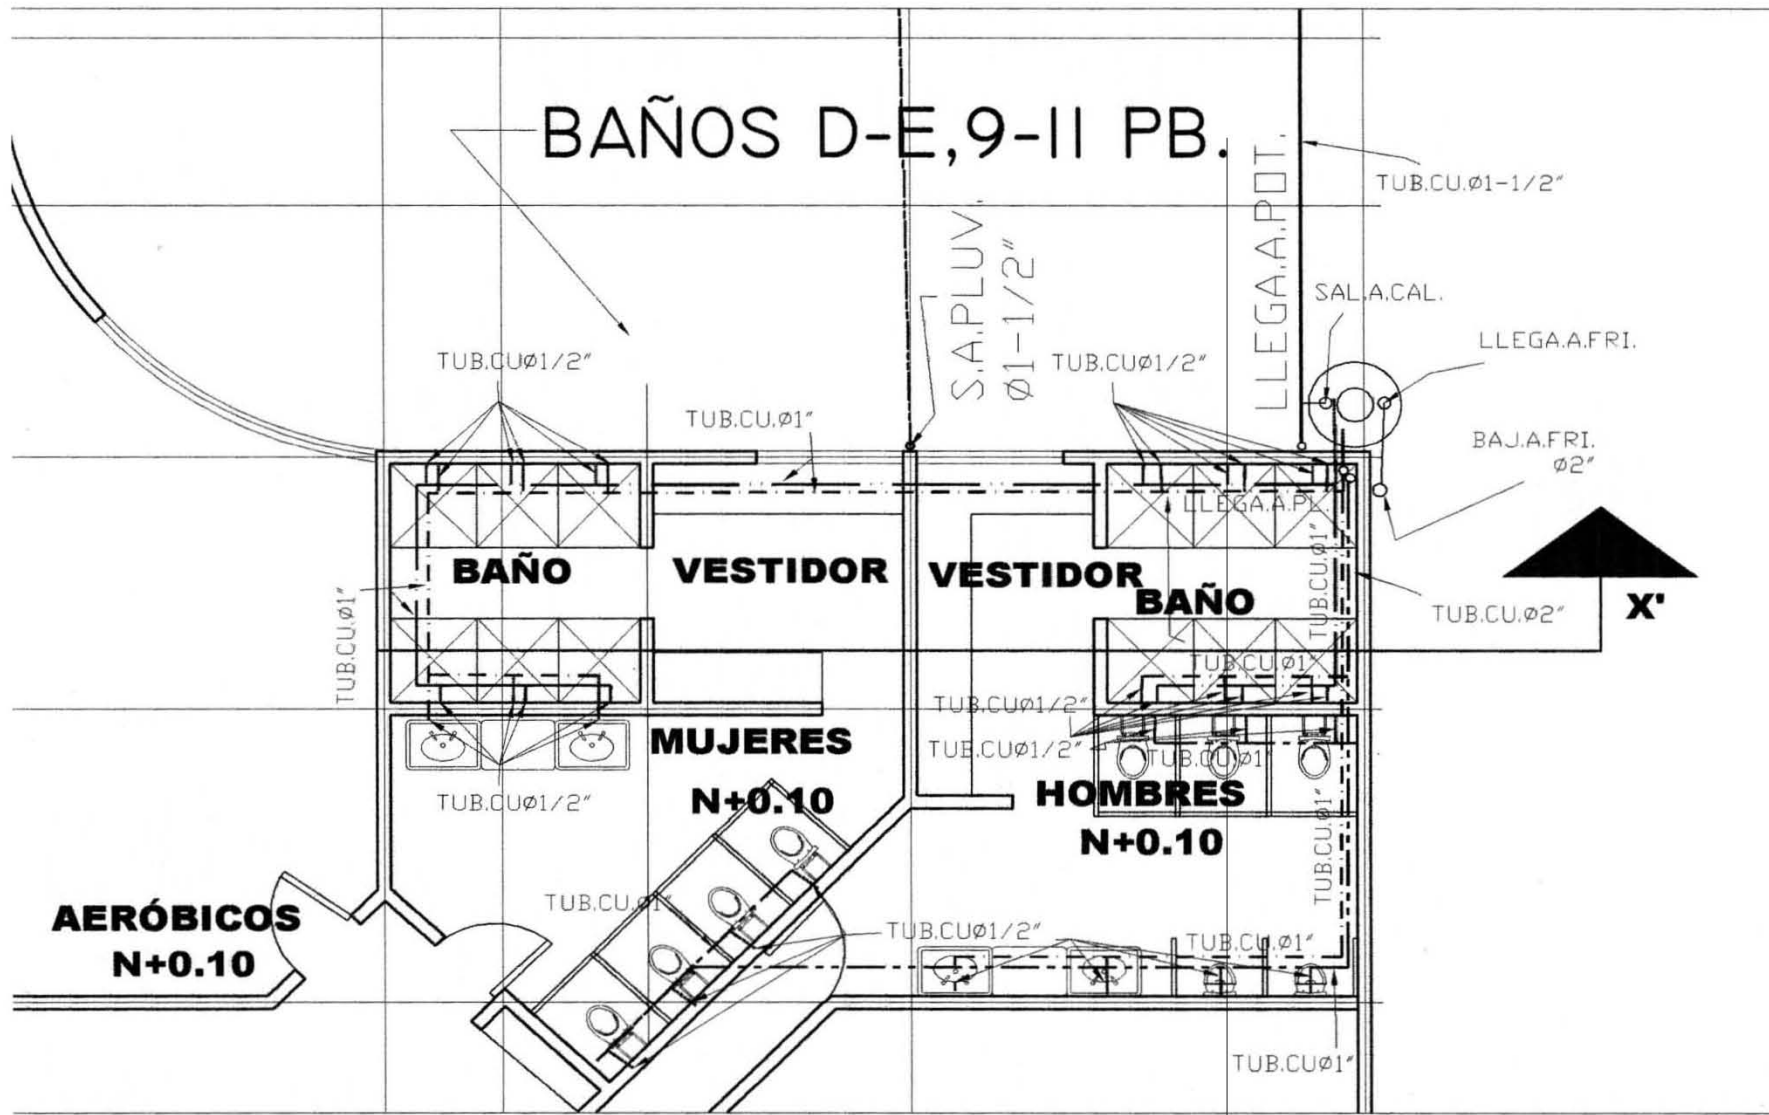 BAÑOS D-E,9-11 PB.
TUB.CU.Ø1-1/2"
S.A.PLUV.
Ø1-1/2"
LLEGA.A.POT.
SAL.A.CAL.
LLEGA.A.FRI.
TUB.CUØ1/2"
TUB.CUØ1/2"
TUB.CU.Ø1"
BAJ.A.FRI.
Ø2"
LLEGA.A.PL.
BAÑO
VESTIDOR
VESTIDOR
BAÑO
TUB.CU.Ø1"
TUB.CU.Ø1"
TUB.CU.Ø2"
X'
TUB.CU.Ø1"
TUB.CUØ1/2"
TUB.CUØ1/2"
TUB.CU.Ø1"
MUJERES
N+0.10
HOMBRES
N+0.10
TUB.CUØ1/2"
TUB.CU.Ø1"
AERÓBICOS
N+0.10
TUB.CU.Ø1"
TUB.CUØ1/2"
TUB.CU.Ø1"
TUB.CUØ1"